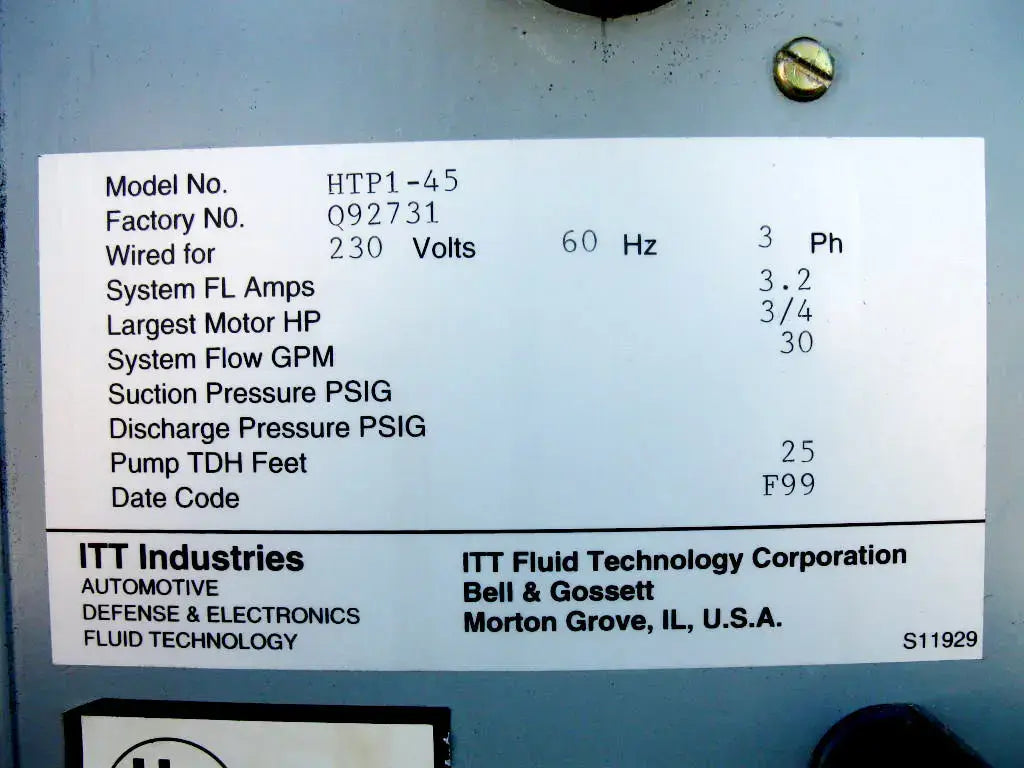 Model No. HTP1-45
Factory N0. Q92731
Wired for 230 Volts 60 Hz 3 Ph
System FL Amps 3.2
Largest Motor HP 3/4
System Flow GPM 30
Suction Pressure PSIG
Discharge Pressure PSIG
Pump TDH Feet 25
Date Code F99
ITT Industries
AUTOMOTIVE
DEFENSE & ELECTRONICS
FLUID TECHNOLOGY
ITT Fluid Technology Corporation
Bell & Gossett
Morton Grove, IL, U.S.A.
S11929